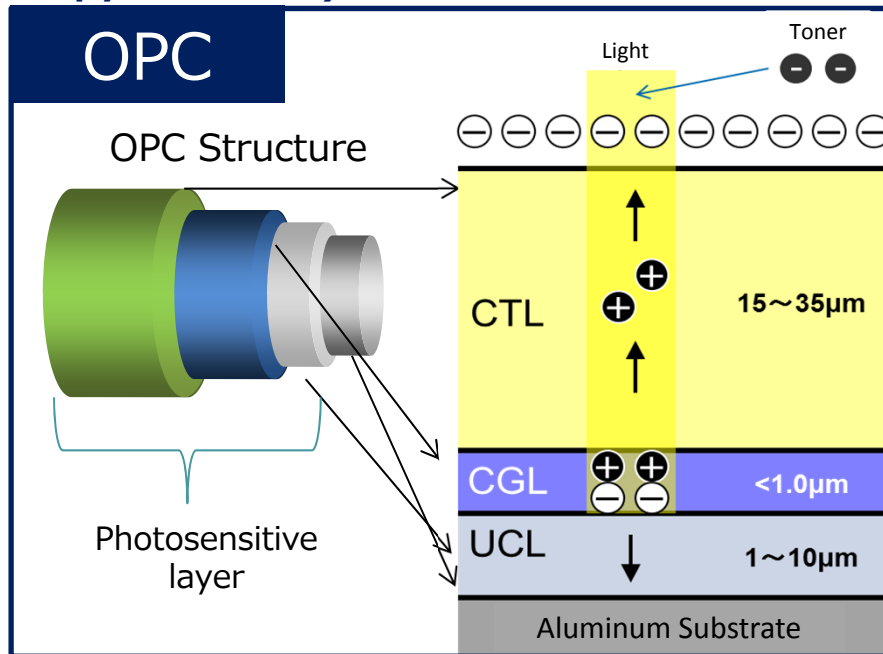 OPC
Light
Toner
OPC Structure
CTL
15～35μm
CGL
<1.0μm
UCL
1～10μm
Aluminum Substrate
Photosensitive
layer